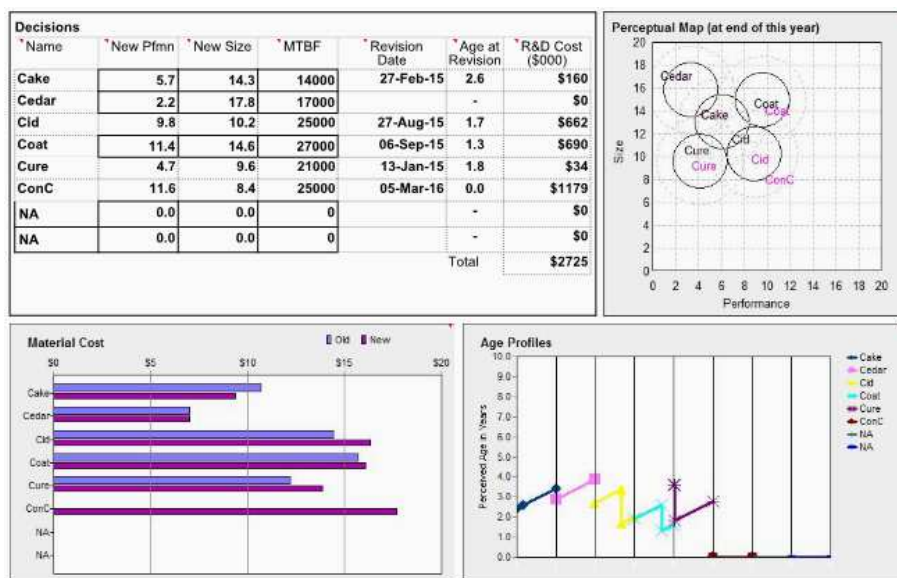 Decisions
Name New Pfmn New Size MTBF Revision Date Age at Revision R&D Cost ($000)
Cake 5.7 14.3 14000 27-Feb-15 2.6 $160
Cedar 2.2 17.8 17000 - $0
Cid 9.8 10.2 25000 27-Aug-15 1.7 $662
Coat 11.4 14.6 27000 06-Sep-15 1.3 $690
Cure 4.7 9.6 21000 13-Jan-15 1.8 $34
ConC 11.6 8.4 25000 05-Mar-16 0.0 $1179
NA 0.0 0.0 0 - $0
NA 0.0 0.0 0 - $0
Total $2725
Perceptual Map (at end of this year)
20
18
16
14
12
10
8
6
4
2
0
Size
Cedar
Coat
Coat
Cake
Cid
Cure
Cid
Cure
ConC
0 2 4 6 8 10 12 14 16 18 20
Performance
Material Cost
Old New
$0 $5 $10 $15 $20
Cake
Cedar
Cid
Coat
Cure
ConC
NA
NA
Age Profiles
10.0
9.0
8.0
7.0
6.0
5.0
4.0
3.0
2.0
1.0
0.0
Perceived Age in Years
Cake
Cedar
Cid
Coat
Cure
ConC
NA
NA